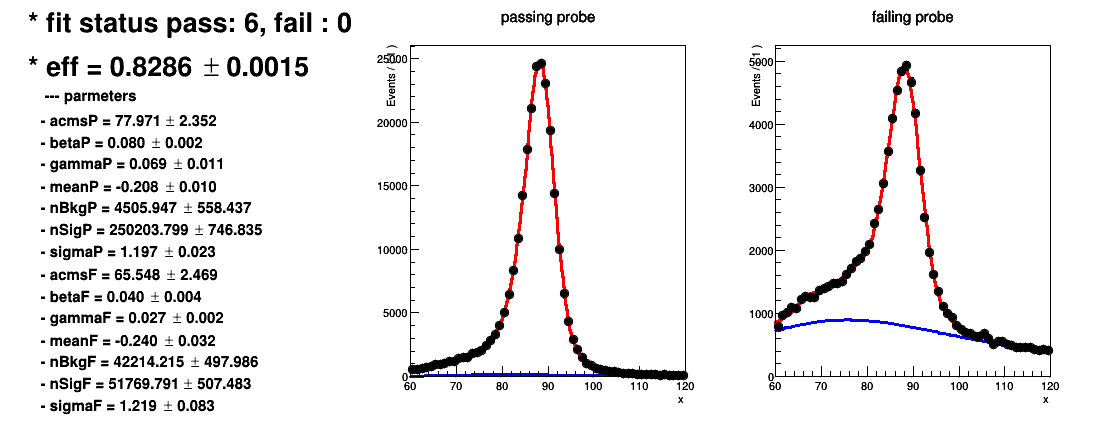 * fit status pass: 6, fail : 0
* eff = 0.8286 ± 0.0015
--- parmeters
- acmsP = 77.971 ± 2.352
- betaP = 0.080 ± 0.002
- gammaP = 0.069 ± 0.011
- meanP = -0.208 ± 0.010
- nBkgP = 4505.947 ± 558.437
- nSigP = 250203.799 ± 746.835
- sigmaP = 1.197 ± 0.023
- acmsF = 65.548 ± 2.469
- betaF = 0.040 ± 0.004
- gammaF = 0.027 ± 0.002
- meanF = -0.240 ± 0.032
- nBkgF = 42214.215 ± 497.986
- nSigF = 51769.791 ± 507.483
- sigmaF = 1.219 ± 0.083
passing probe
Events / ( 1 )
25000
20000
15000
10000
5000
0
60 70 80 90 100 110 120
x
failing probe
Events / ( 1 )
5000
4000
3000
2000
1000
0
60 70 80 90 100 110 120
x